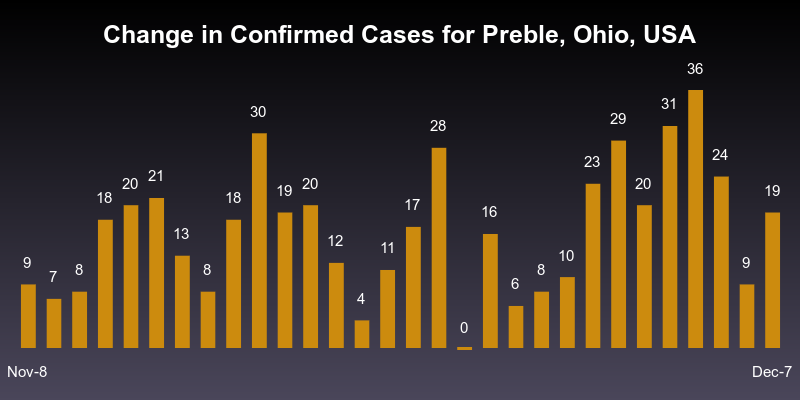 Change in Confirmed Cases for Preble, Ohio, USA
9 7 8 18 20 21 13 8 18 30 19 20 12 4 11 17 28 0 16 6 8 10 23 29 20 31 36 24 9 19
Nov-8 Dec-7